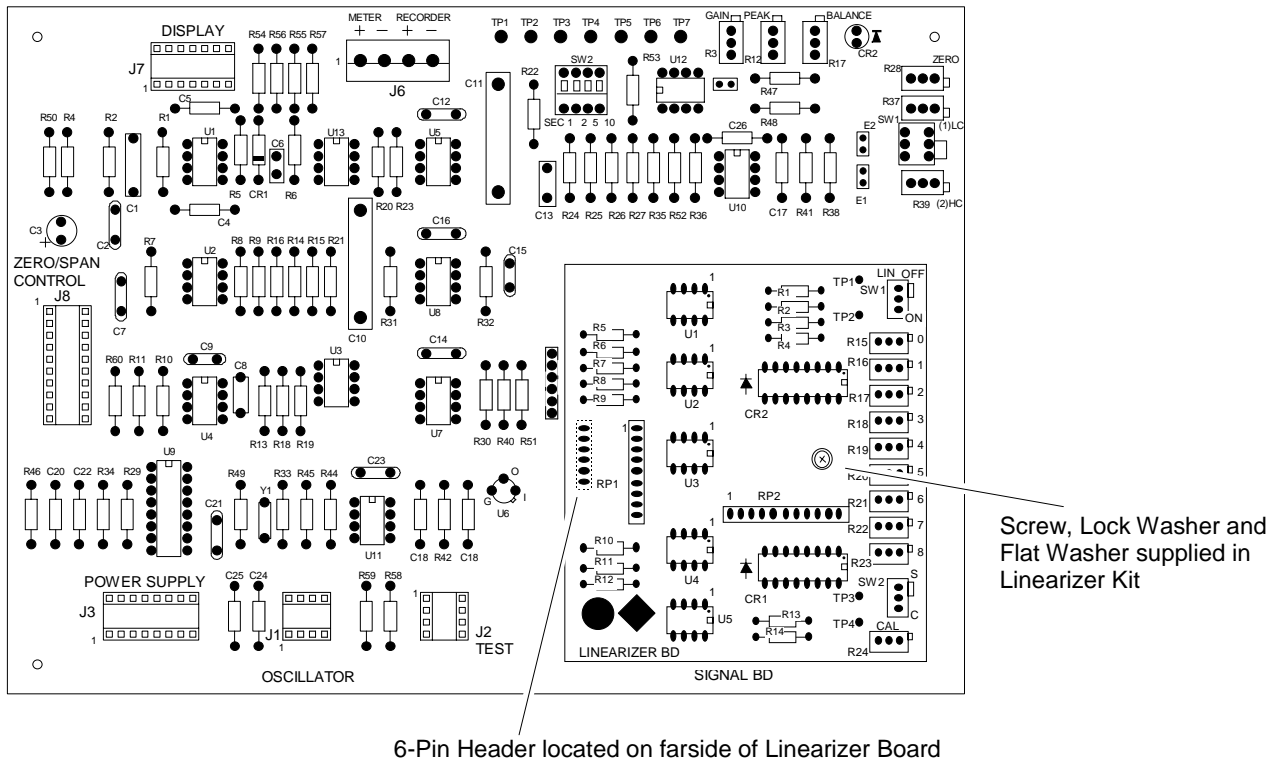 METER RECORDER
+ − + −
1
J6
DISPLAY
J7
1
R54 R56 R55 R57
TP1 TP2 TP3 TP4 TP5 TP6 TP7
GAIN PEAK BALANCE
R3 R12 R17 CR2
ZERO
R28
R37
SW1
(1)LC
R39 (2)HC
C11
R22
SW2
SEC 1 2 5 10
R53
U12
R47
R48
C5
C12
R50 R4 R2 R1 U1 C6 U13 U5
C1 R5 CR1 R6 R20 R23
C4
C13 R24 R25 R26 R27 R35 R52 R36
C26
U10 C17 R41 R38
E2
E1
C3
+
C2
C16
ZERO/SPAN
CONTROL
J8
1
R7 U2 R8 R9 R16 R14 R15 R21
C15
C7 C10 R31 U8 R32
R60 R11 R10 C9 C8 U3 C14
U4 R13 R18 R19 U7 R30 R40 R51
U9
R46 C20 C22 R34 R29 R49 Y1 R33 R45 R44 C23
C21 U11 C18 R42 C18
O
G I
U6
POWER SUPPLY
J3
1
C25 C24
J1
1
R59 R58
1
J2
TEST
OSCILLATOR
SIGNAL BD
LINEARIZER BD
1
U1
R1
R2
R3
R4
TP1
TP2
LIN OFF
SW1
ON
R5
R6
R7
R8
R9
1
U2
CR2
R15 0
R16 1
R17 2
R18 3
R19 4
R20 5
R21 6
R22 7
R23 8
1
RP1
1
U3
1 RP2
R10
R11
R12
1
U4
CR1
1
U5
R13
R14
TP3
TP4
SW2 S
C
CAL
R24
Screw, Lock Washer and
Flat Washer supplied in
Linearizer Kit
6-Pin Header located on farside of Linearizer Board